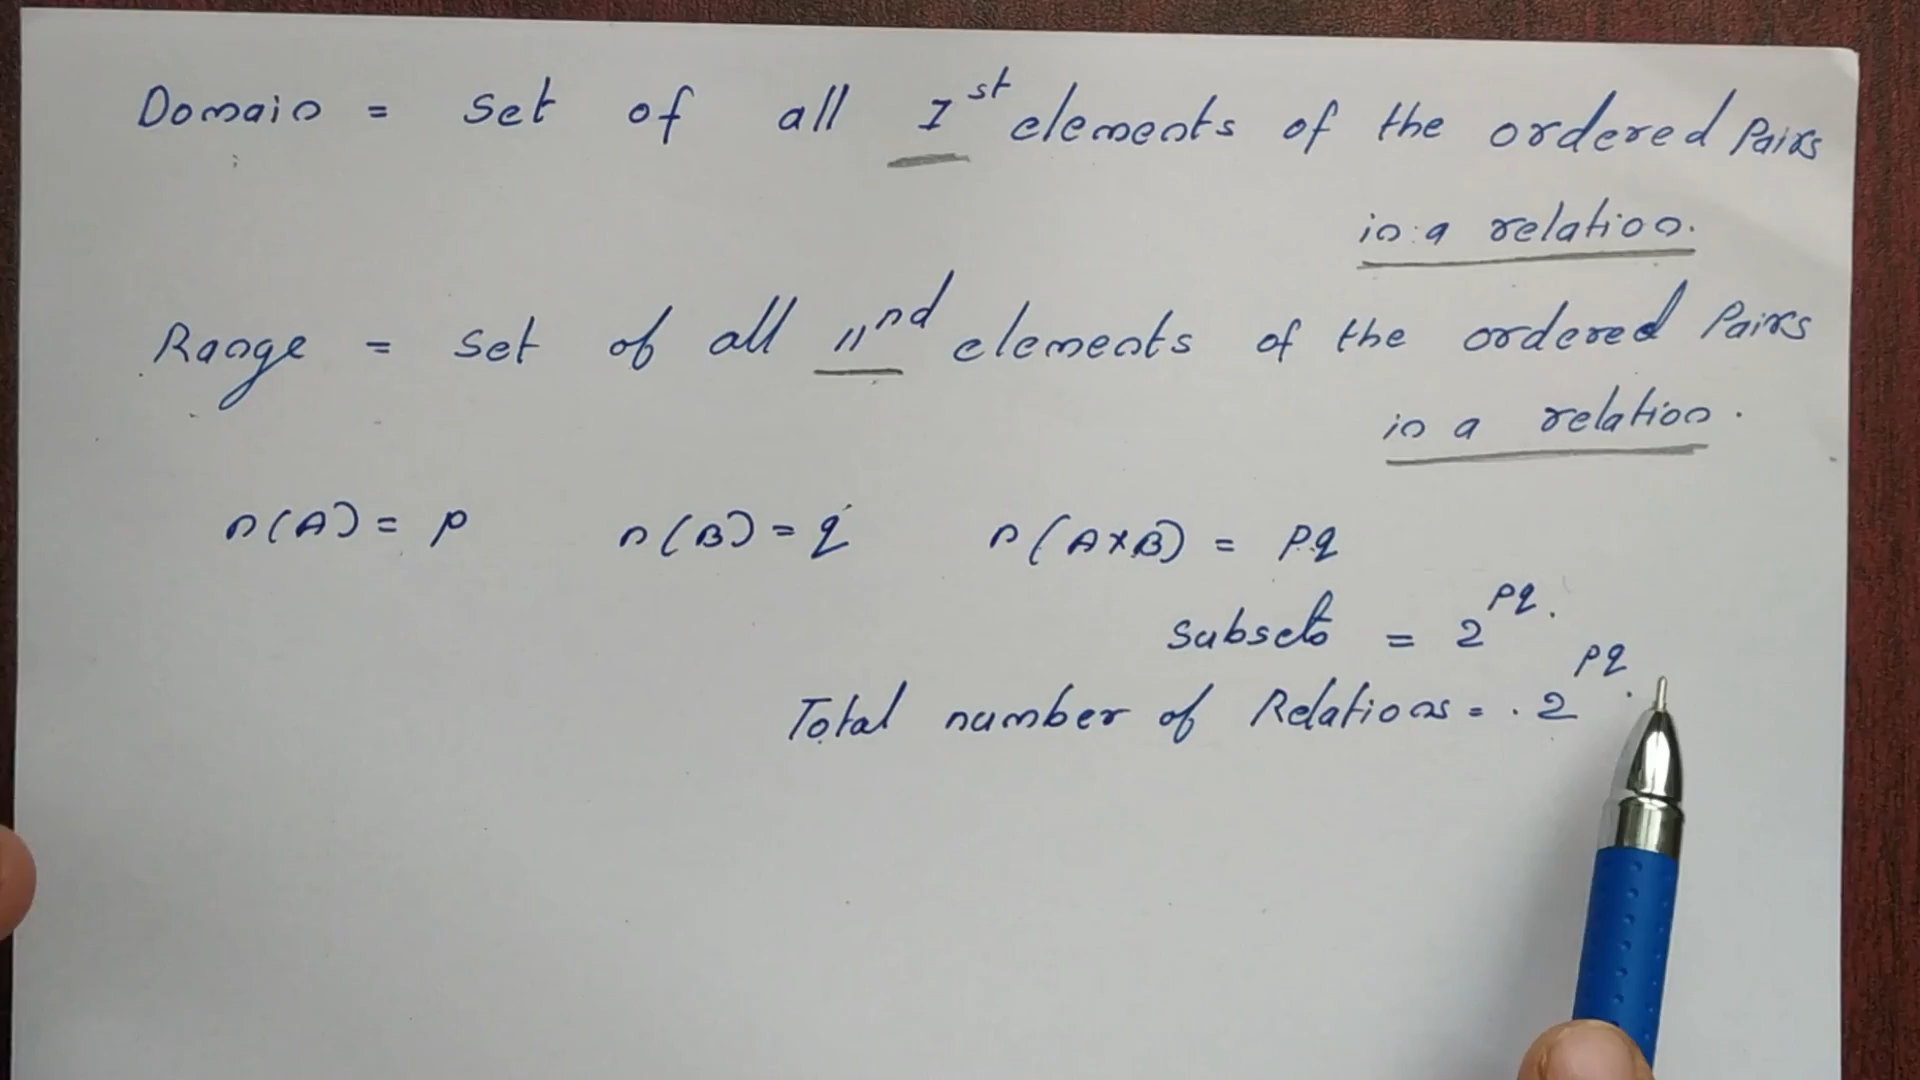 Domain = Set of all Ist elements of the ordered Pairs
in a relation.
Range = Set of all IInd elements of the ordered Pairs
in a relation.
n(A) = p n(B) = q n(A×B) = pq
Subsets = 2^pq.
Total number of Relations = 2^pq.